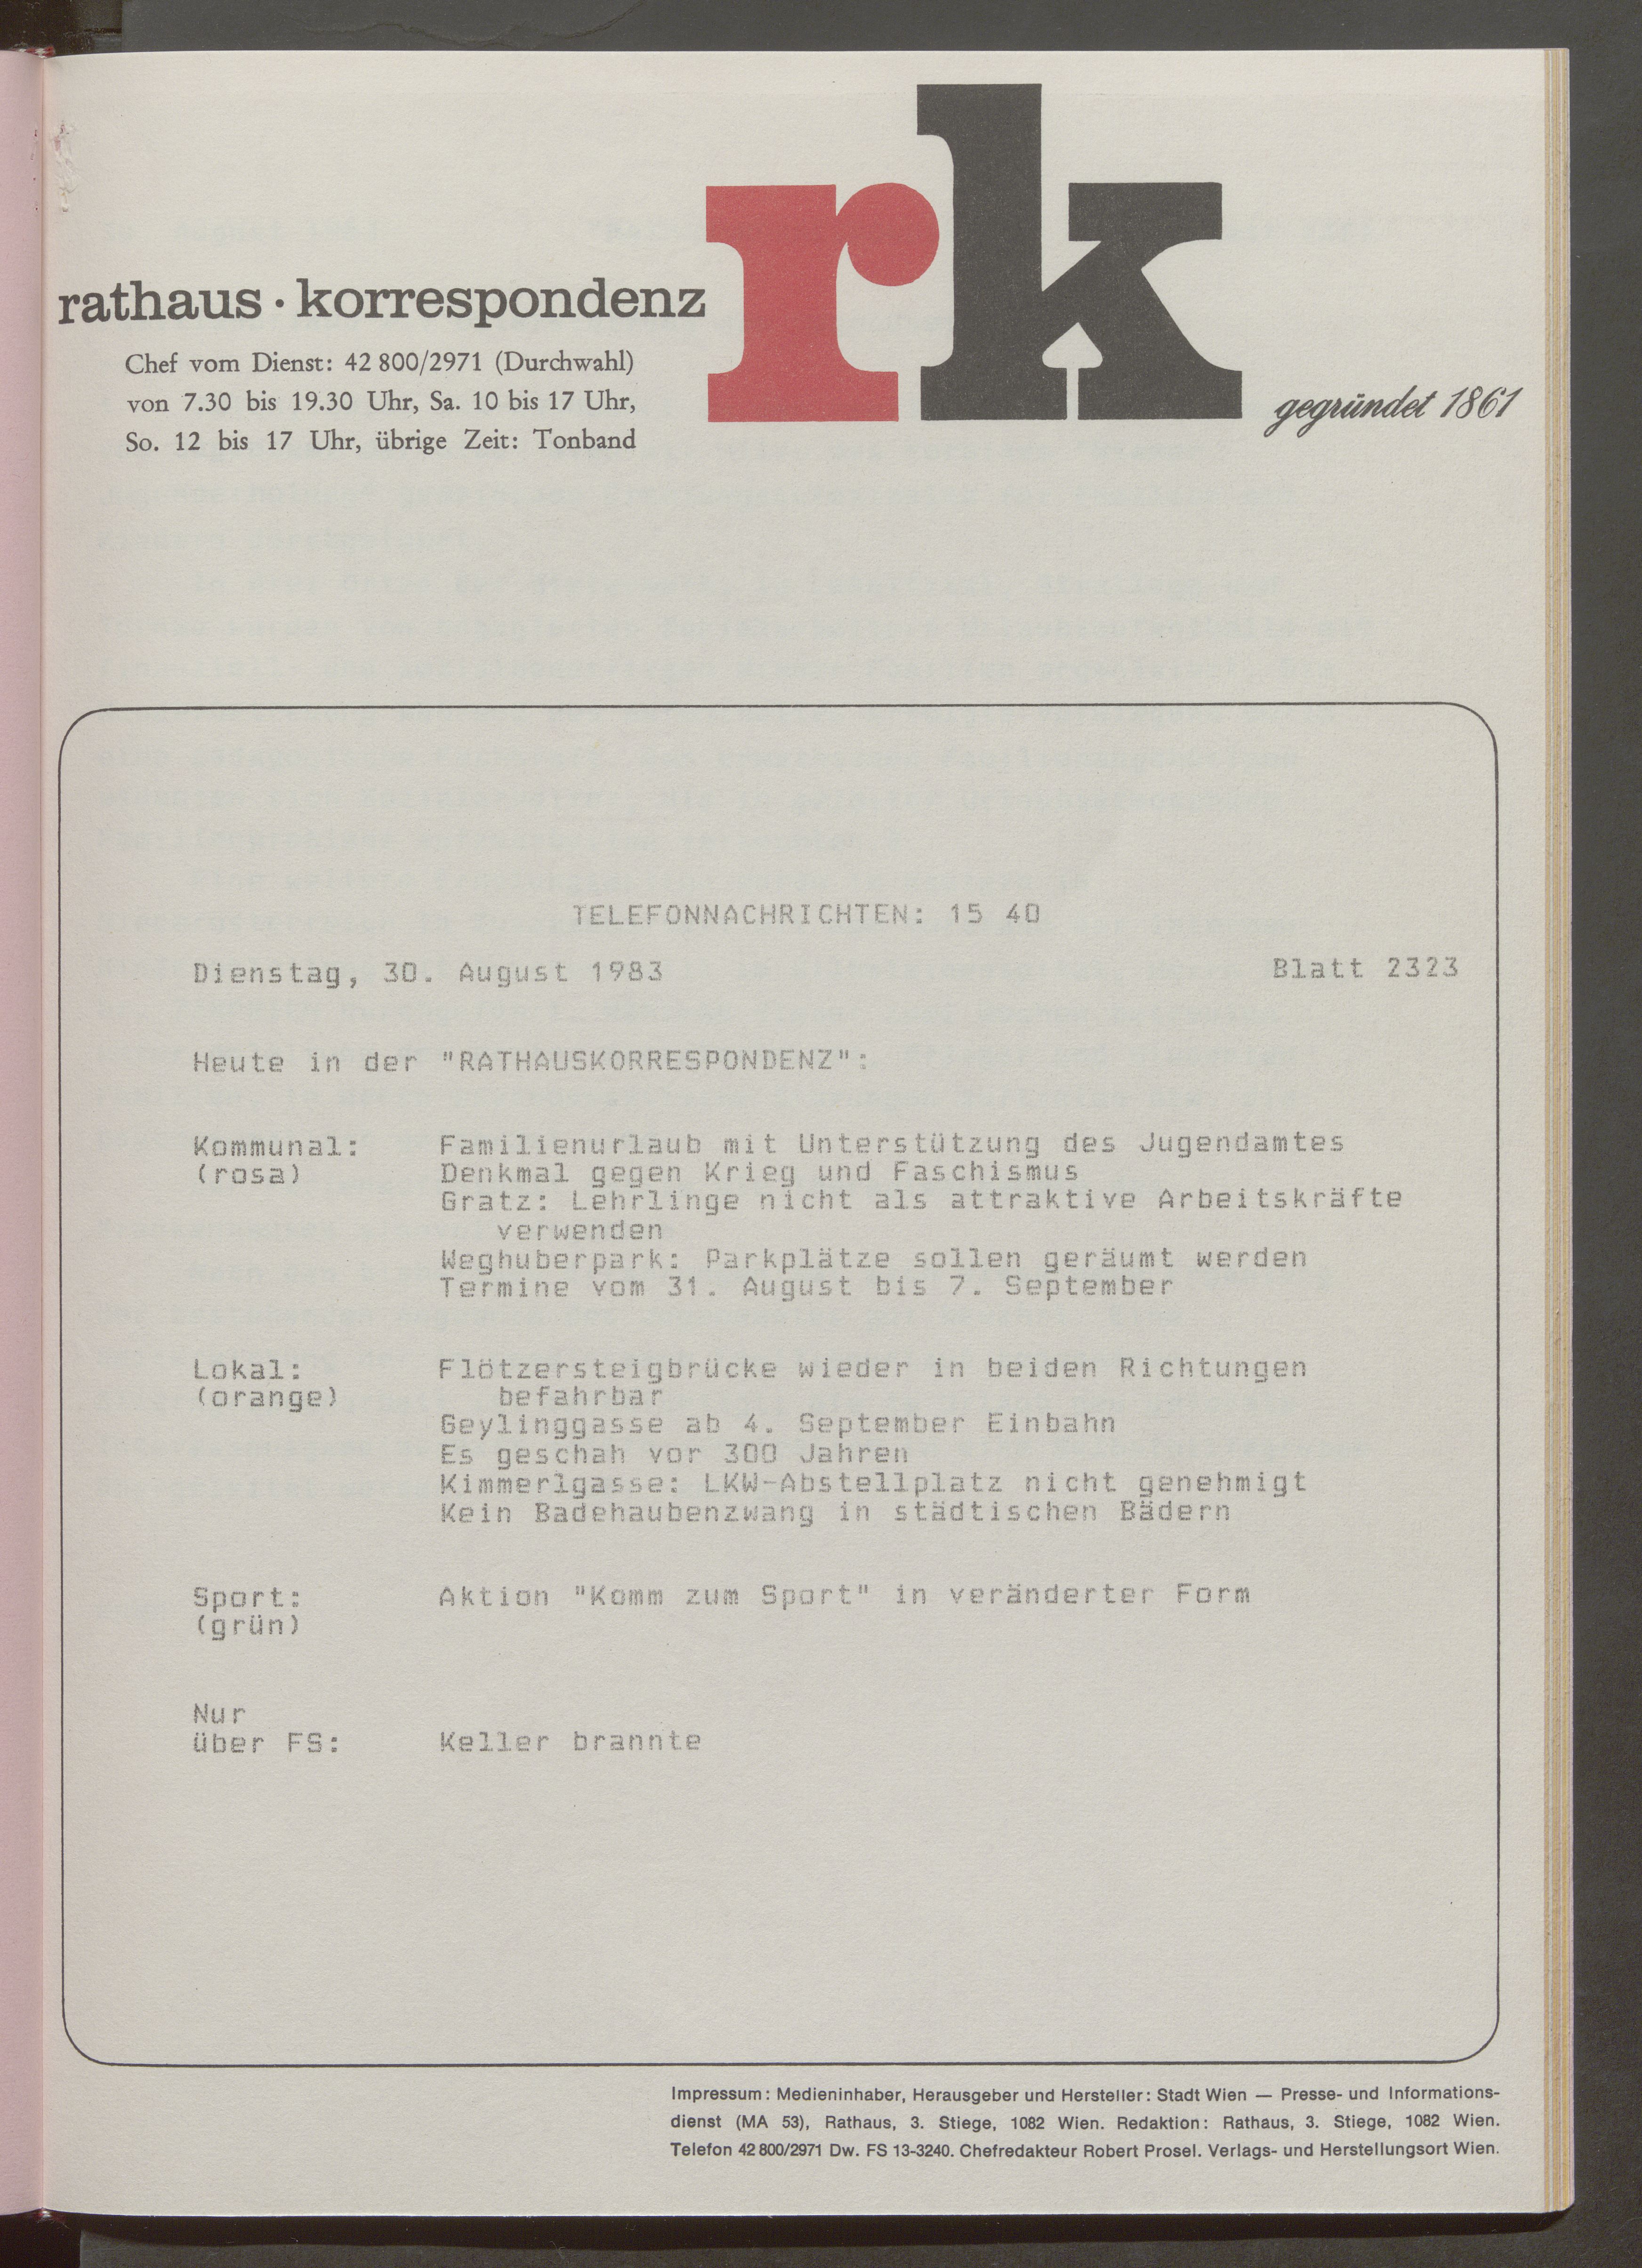 rk
rathaus · korrespondenz
Chef vom Dienst: 42 800/2971 (Durchwahl)
von 7.30 bis 19.30 Uhr, Sa. 10 bis 17 Uhr,
So. 12 bis 17 Uhr, übrige Zeit: Tonband
gegründet 1861
TELEFONNACHRICHTEN: 15 40
Dienstag, 30. August 1983 Blatt 2323
Heute in der "RATHAUSKORRESPONDENZ":
Kommunal: Familienurlaub mit Unterstützung des Jugendamtes
(rosa) Denkmal gegen Krieg und Faschismus
Gratz: Lehrlinge nicht als attraktive Arbeitskräfte
verwenden
Weghuberpark: Parkplätze sollen geräumt werden
Termine vom 31. August bis 7. September
Lokal: Flötzersteigbrücke wieder in beiden Richtungen
(orange) befahrbar
Geylinggasse ab 4. September Einbahn
Es geschah vor 300 Jahren
Kimmerlgasse: LKW-Abstellplatz nicht genehmigt
Kein Badehaubenzwang in städtischen Bädern
Sport: Aktion "Komm zum Sport" in veränderter Form
(grün)
Nur
über FS: Keller brannte
Impressum: Medieninhaber, Herausgeber und Hersteller: Stadt Wien — Presse- und Informations-
dienst (MA 53), Rathaus, 3. Stiege, 1082 Wien. Redaktion: Rathaus, 3. Stiege, 1082 Wien.
Telefon 42 800/2971 Dw. FS 13-3240. Chefredakteur Robert Prosel. Verlags- und Herstellungsort Wien.